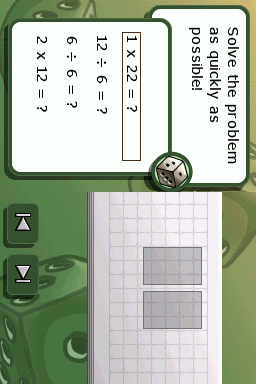 Solve the problem
as quickly as
possible!
1 x 22 = ?
12 ÷ 6 = ?
6 ÷ 6 = ?
2 x 12 = ?